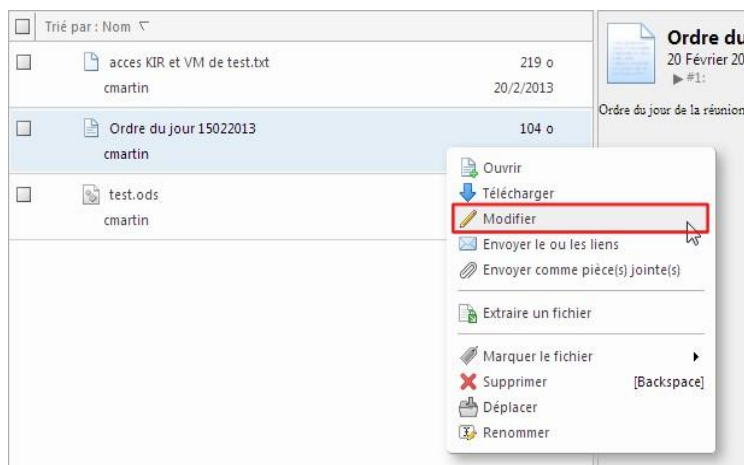 Trié par : Nom
acces KIR et VM de test.txt 219 o
cmartin 20/2/2013
Ordre du jour 15022013 104 o
cmartin
test.ods
cmartin
Ordre du
20 Février 20
#1:
Ordre du jour de la réunion
Ouvrir
Télécharger
Modifier
Envoyer le ou les liens
Envoyer comme pièce(s) jointe(s)
Extraire un fichier
Marquer le fichier
Supprimer [Backspace]
Déplacer
Renommer